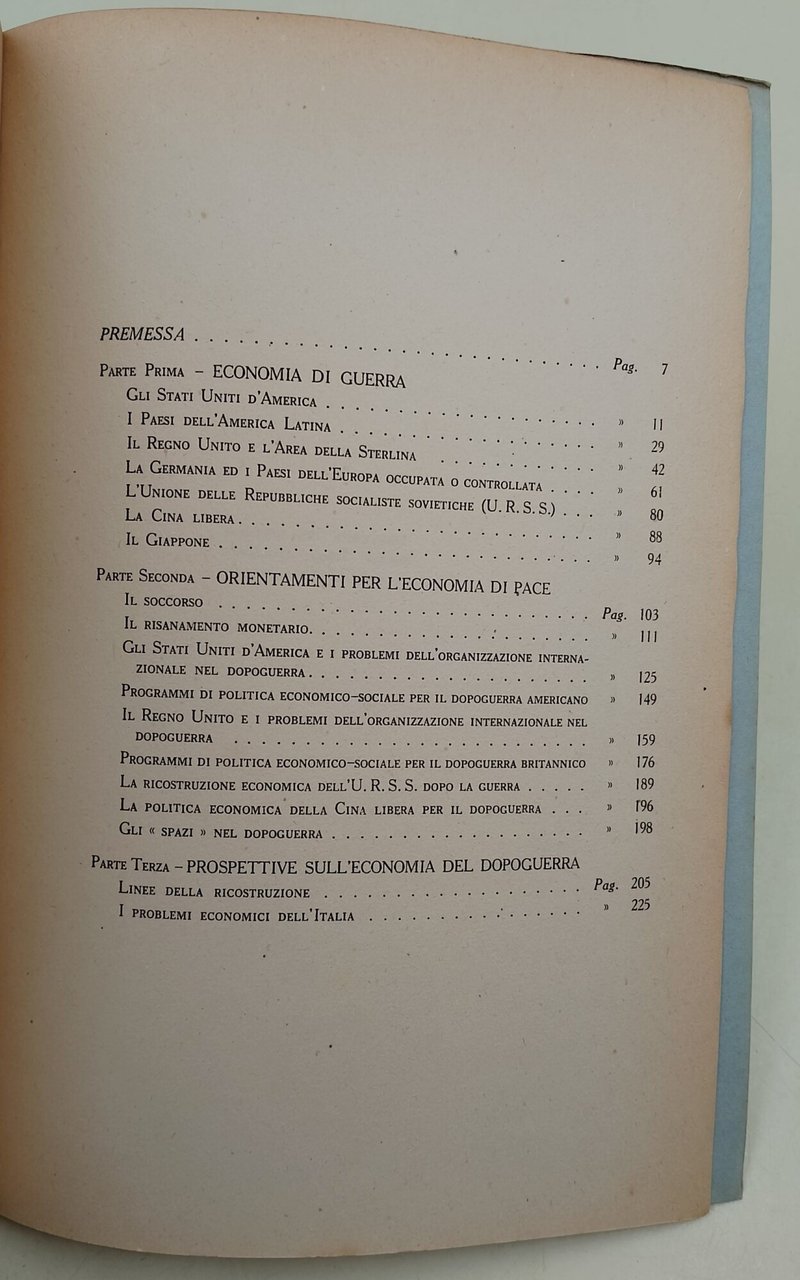 PREMESSA . . . . . . . . . . . . . . . . . . . . . . . . . . Pag. 7
PARTE PRIMA – ECONOMIA DI GUERRA
GLI STATI UNITI D'AMERICA . . . . . . . . . . . . . . . . . » 11
I PAESI DELL'AMERICA LATINA . . . . . . . . . . . . . . . . » 29
IL REGNO UNITO E L'AREA DELLA STERLINA . . . . . . . . . . » 42
LA GERMANIA ED I PAESI DELL'EUROPA OCCUPATA O CONTROLLATA . . . » 61
L'UNIONE DELLE REPUBBLICHE SOCIALISTE SOVIETICHE (U. R. S. S.) . . . » 80
LA CINA LIBERA . . . . . . . . . . . . . . . . . . . . . . . » 88
IL GIAPPONE . . . . . . . . . . . . . . . . . . . . . . . . » 94
PARTE SECONDA – ORIENTAMENTI PER L'ECONOMIA DI PACE
IL SOCCORSO . . . . . . . . . . . . . . . . . . . . . . . . Pag. 103
IL RISANAMENTO MONETARIO . . . . . . . . . . . . . . . . . . » 111
GLI STATI UNITI D'AMERICA E I PROBLEMI DELL'ORGANIZZAZIONE INTERNA-
ZIONALE NEL DOPOGUERRA . . . . . . . . . . . . . . . . . . . » 125
PROGRAMMI DI POLITICA ECONOMICO-SOCIALE PER IL DOPOGUERRA AMERICANO » 149
IL REGNO UNITO E I PROBLEMI DELL'ORGANIZZAZIONE INTERNAZIONALE NEL
DOPOGUERRA . . . . . . . . . . . . . . . . . . . . . . . . . » 159
PROGRAMMI DI POLITICA ECONOMICO-SOCIALE PER IL DOPOGUERRA BRITANNICO » 176
LA RICOSTRUZIONE ECONOMICA DELL'U. R. S. S. DOPO LA GUERRA . . . . . » 189
LA POLITICA ECONOMICA DELLA CINA LIBERA PER IL DOPOGUERRA . . . » 196
GLI « SPAZI » NEL DOPOGUERRA . . . . . . . . . . . . . . . . » 198
PARTE TERZA – PROSPETTIVE SULL'ECONOMIA DEL DOPOGUERRA
LINEE DELLA RICOSTRUZIONE . . . . . . . . . . . . . . . . . . Pag. 205
I PROBLEMI ECONOMICI DELL'ITALIA . . . . . . . . . . . . . . » 225